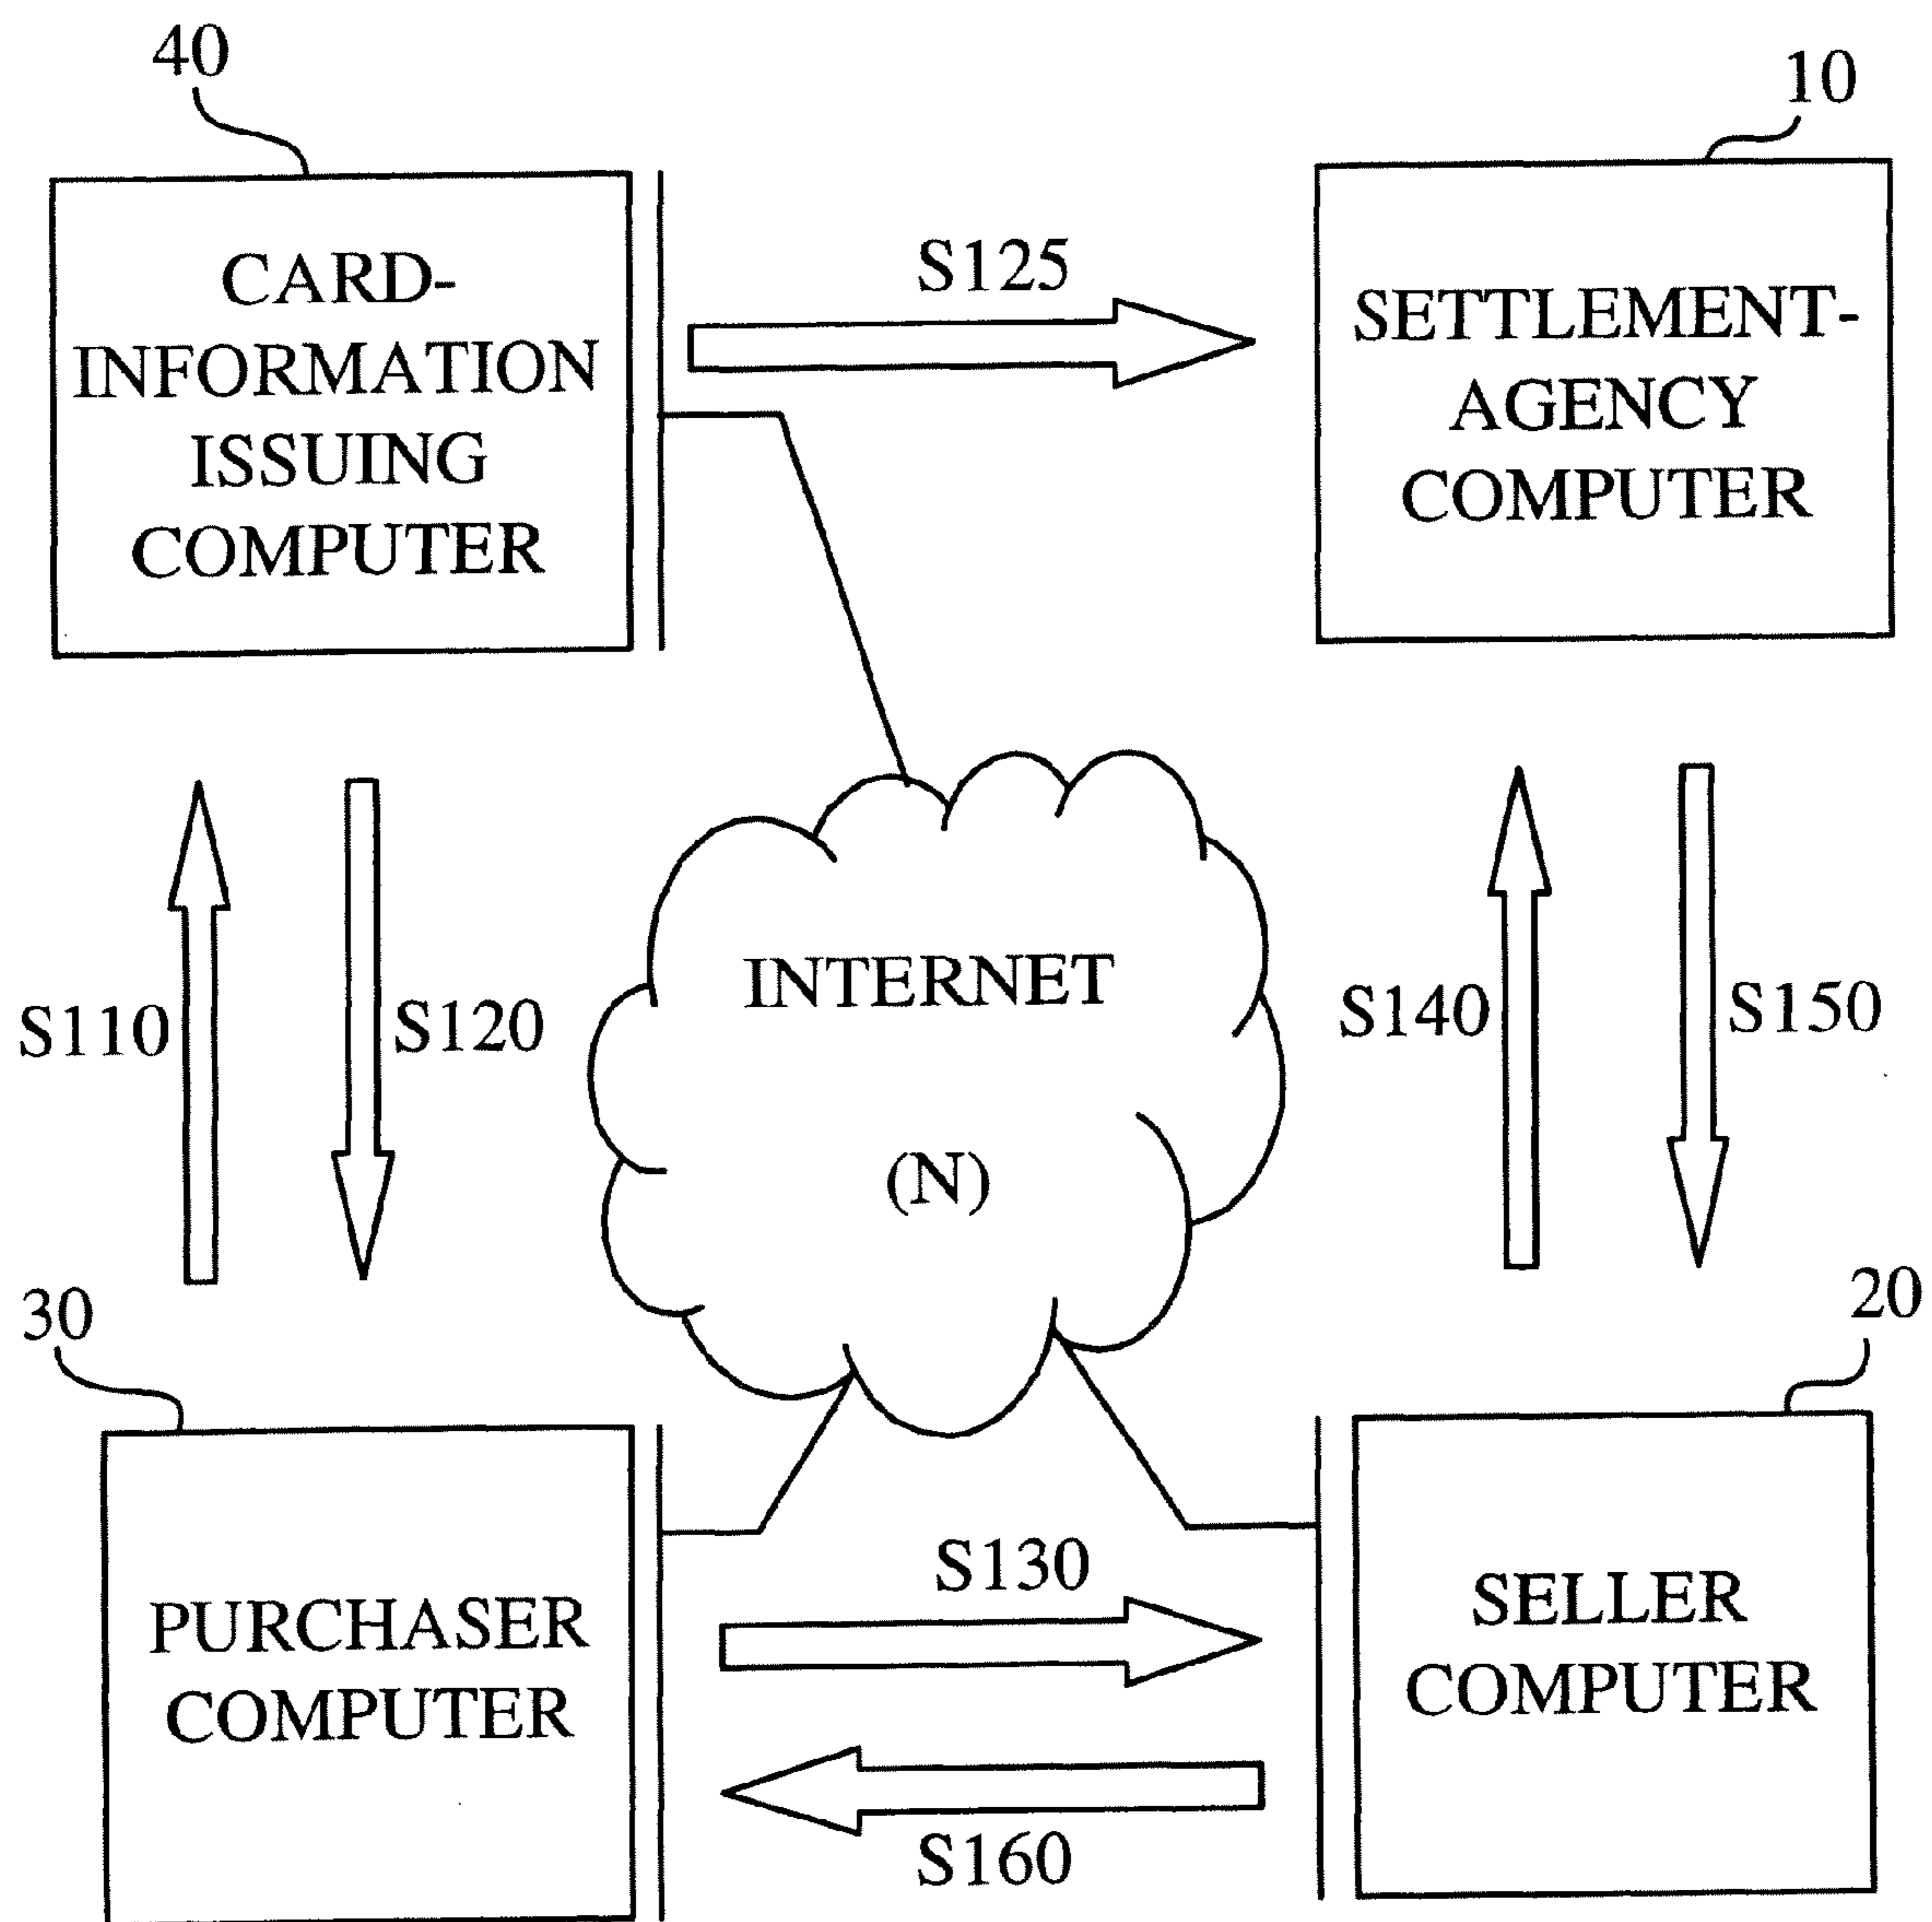 40
10
CARD-
INFORMATION
ISSUING
COMPUTER
S125
SETTLEMENT-
AGENCY
COMPUTER
S110
S120
INTERNET
(N)
S140
S150
30
20
PURCHASER
COMPUTER
S130
S160
SELLER
COMPUTER